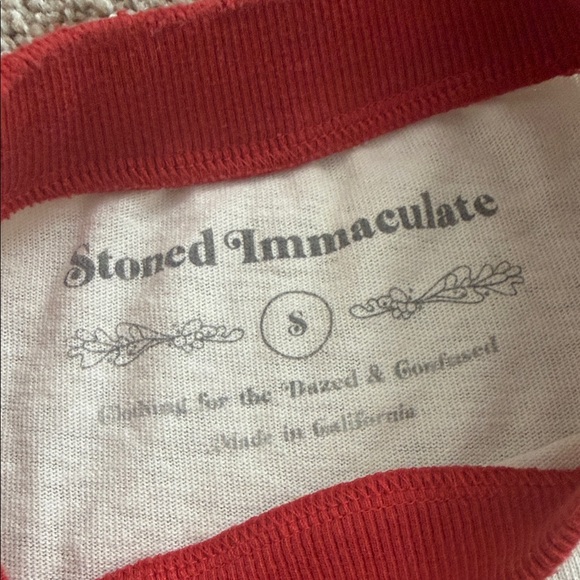 Stoned Immaculate
S
Clothing for the Dazed & Confused
Made in California